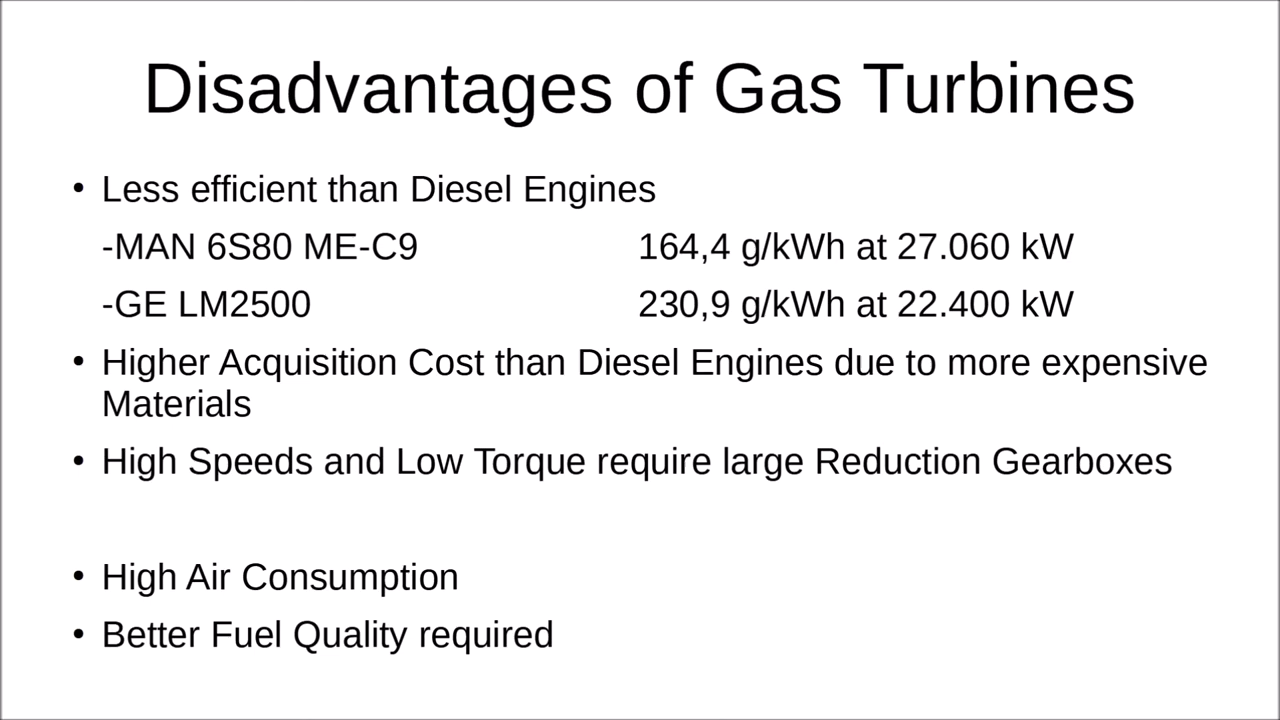 Disadvantages of Gas Turbines
• Less efficient than Diesel Engines
-MAN 6S80 ME-C9 164,4 g/kWh at 27.060 kW
-GE LM2500 230,9 g/kWh at 22.400 kW
• Higher Acquisition Cost than Diesel Engines due to more expensive
Materials
• High Speeds and Low Torque require large Reduction Gearboxes
• High Air Consumption
• Better Fuel Quality required